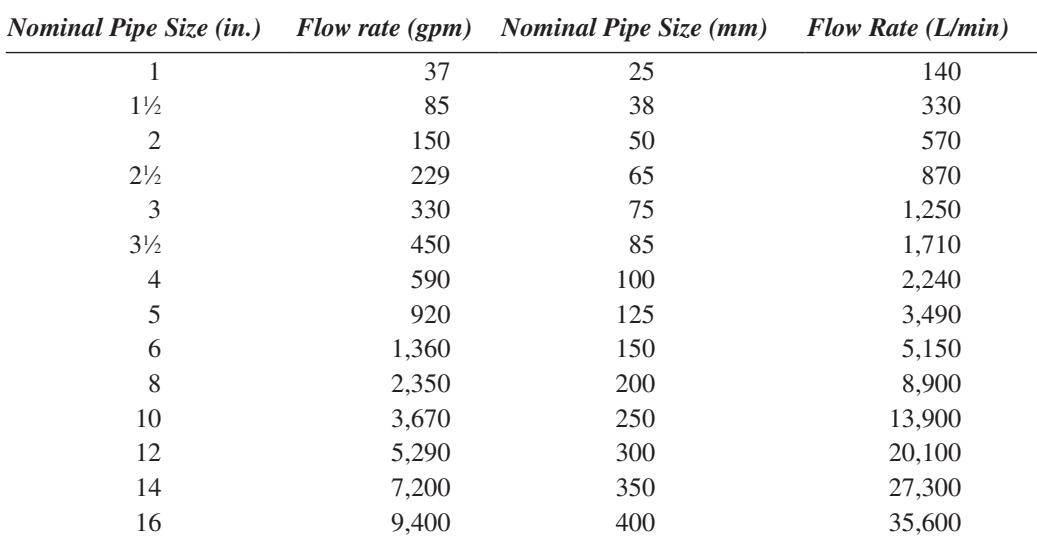 Nominal Pipe Size (in.) Flow rate (gpm) Nominal Pipe Size (mm) Flow Rate (L/min)
1 37 25 140
1½ 85 38 330
2 150 50 570
2½ 229 65 870
3 330 75 1,250
3½ 450 85 1,710
4 590 100 2,240
5 920 125 3,490
6 1,360 150 5,150
8 2,350 200 8,900
10 3,670 250 13,900
12 5,290 300 20,100
14 7,200 350 27,300
16 9,400 400 35,600